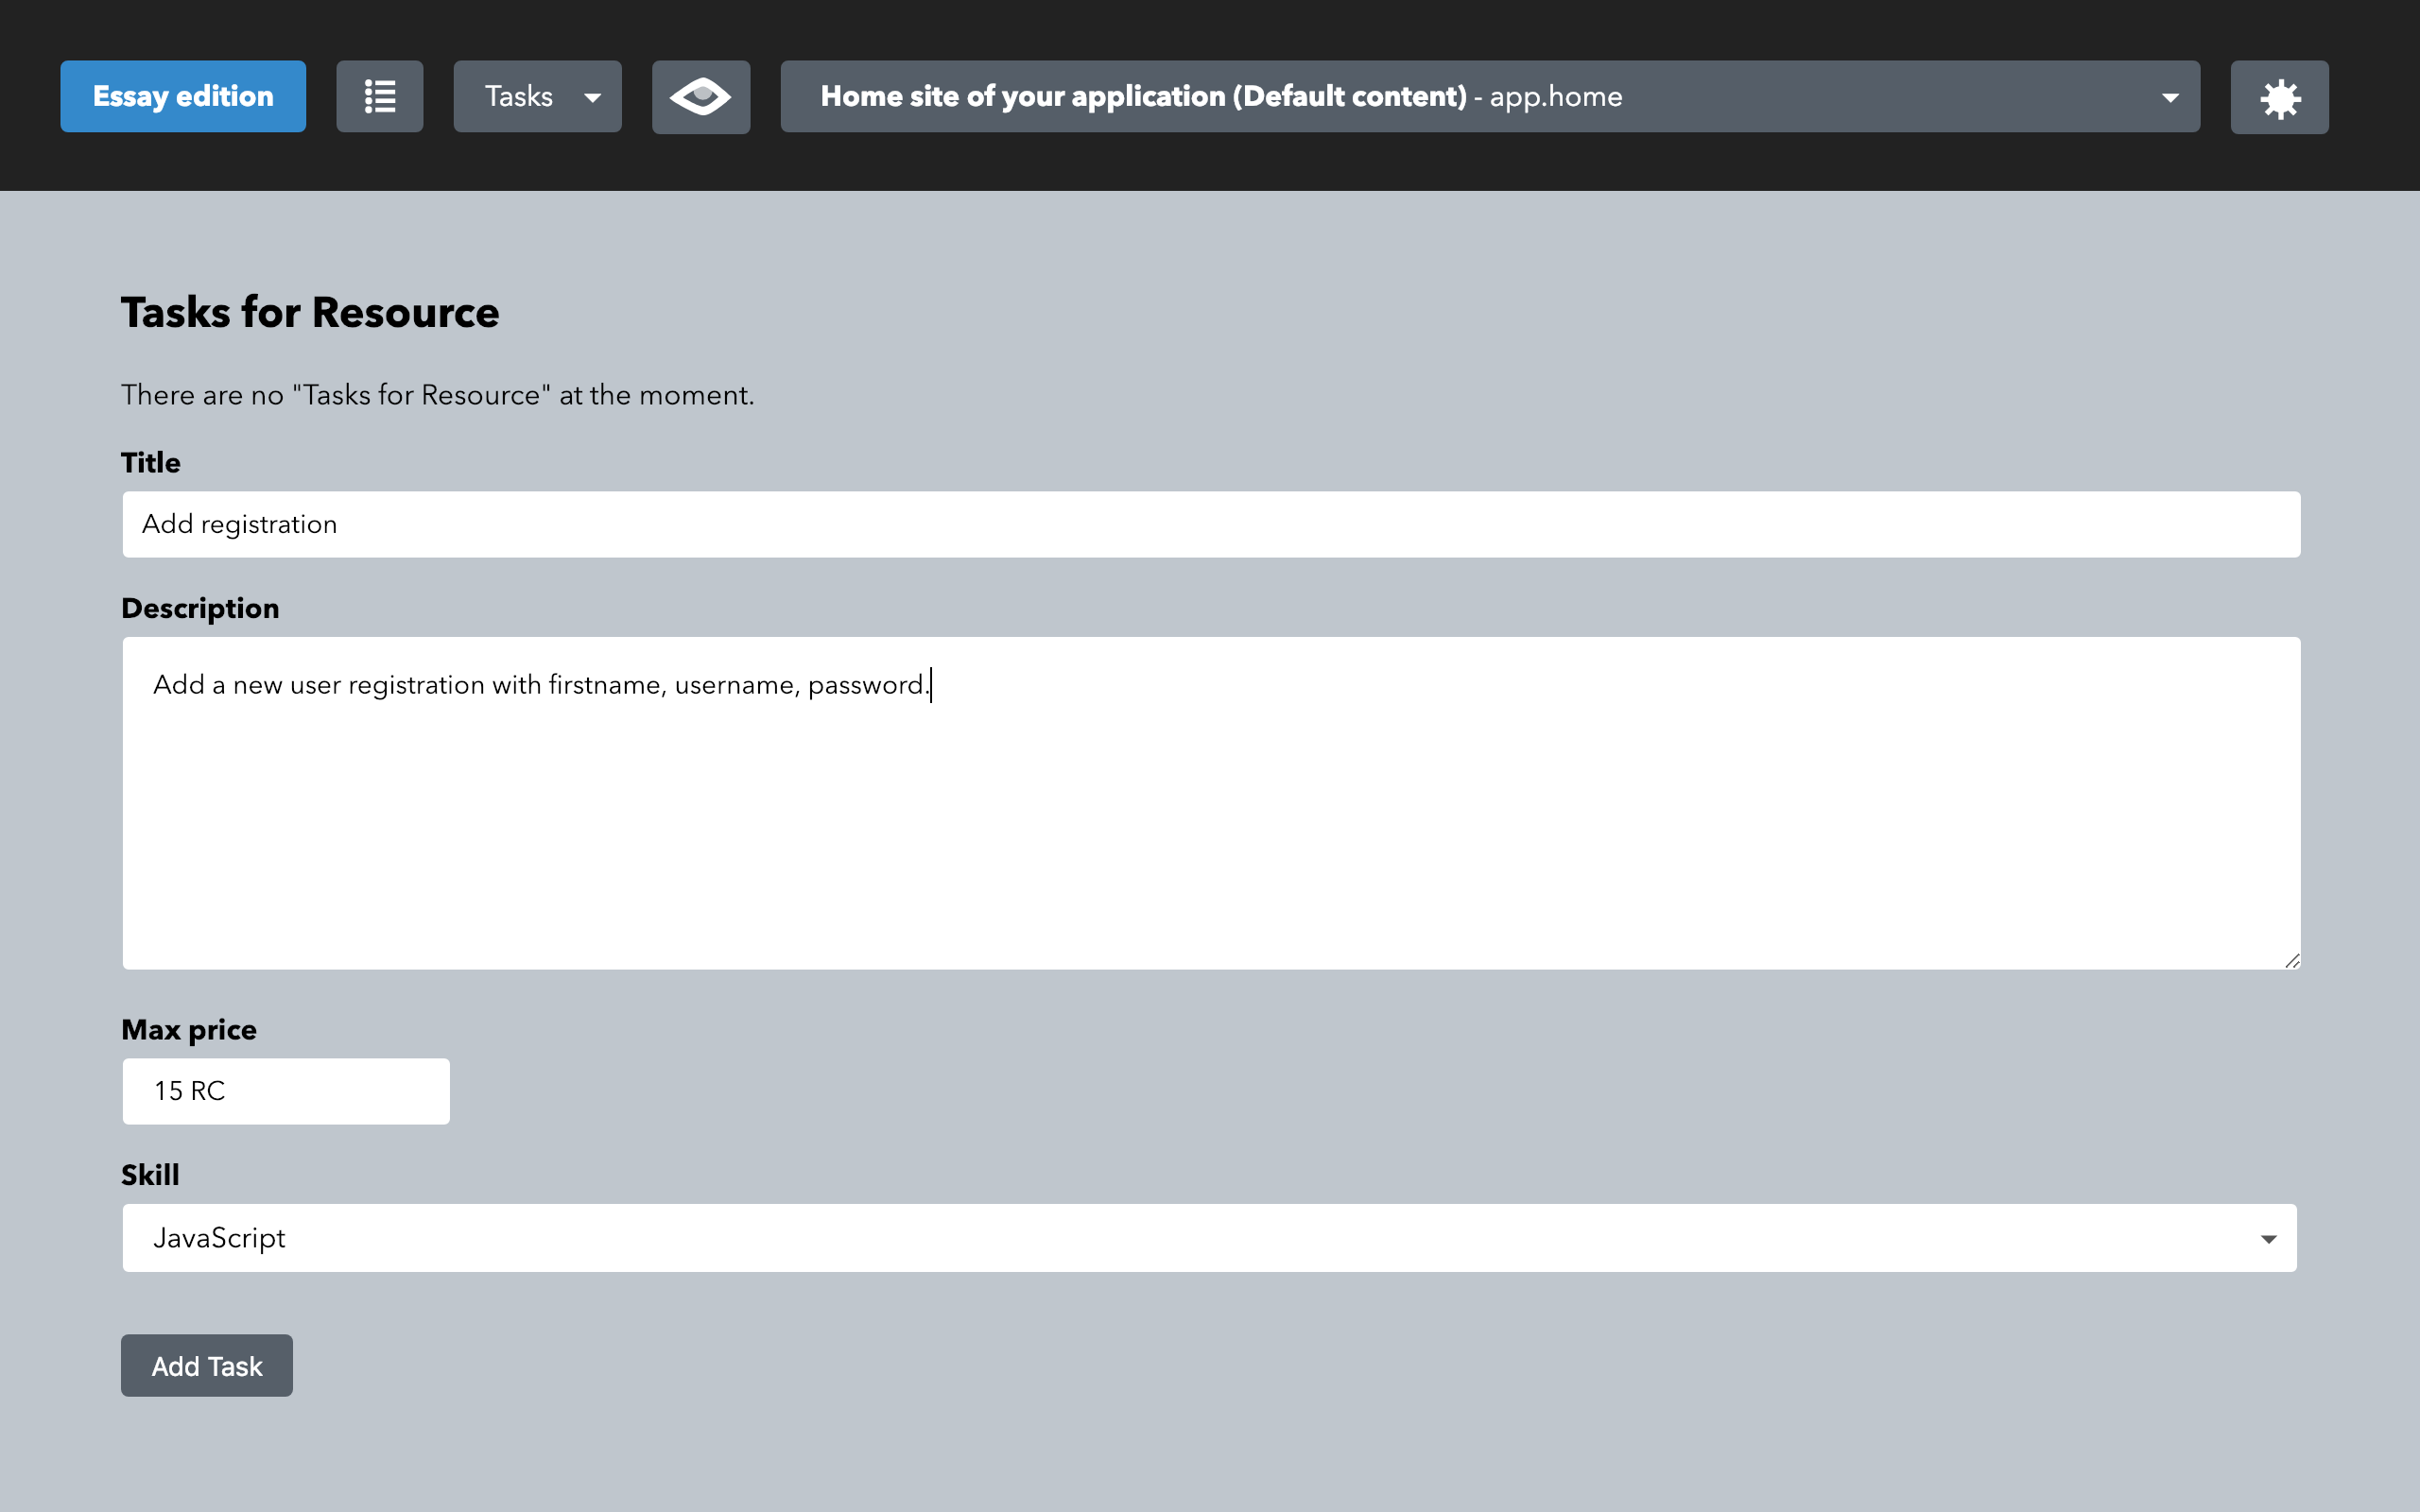 Essay edition
Tasks
Home site of your application (Default content) - app.home
Tasks for Resource
There are no "Tasks for Resource" at the moment.
Title
Add registration
Description
Add a new user registration with firstname, username, password.
Max price
15 RC
Skill
JavaScript
Add Task